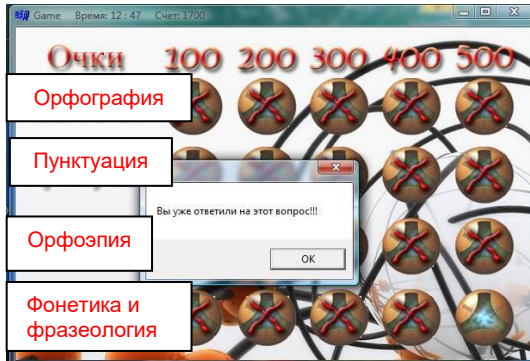 Game Время: 12 : 47 Счет: 1700
Очки 100 200 300 400 500
Орфография
Пунктуация
Вы уже ответили на этот вопрос!!!
Орфоэпия
OK
Фонетика и
фразеология